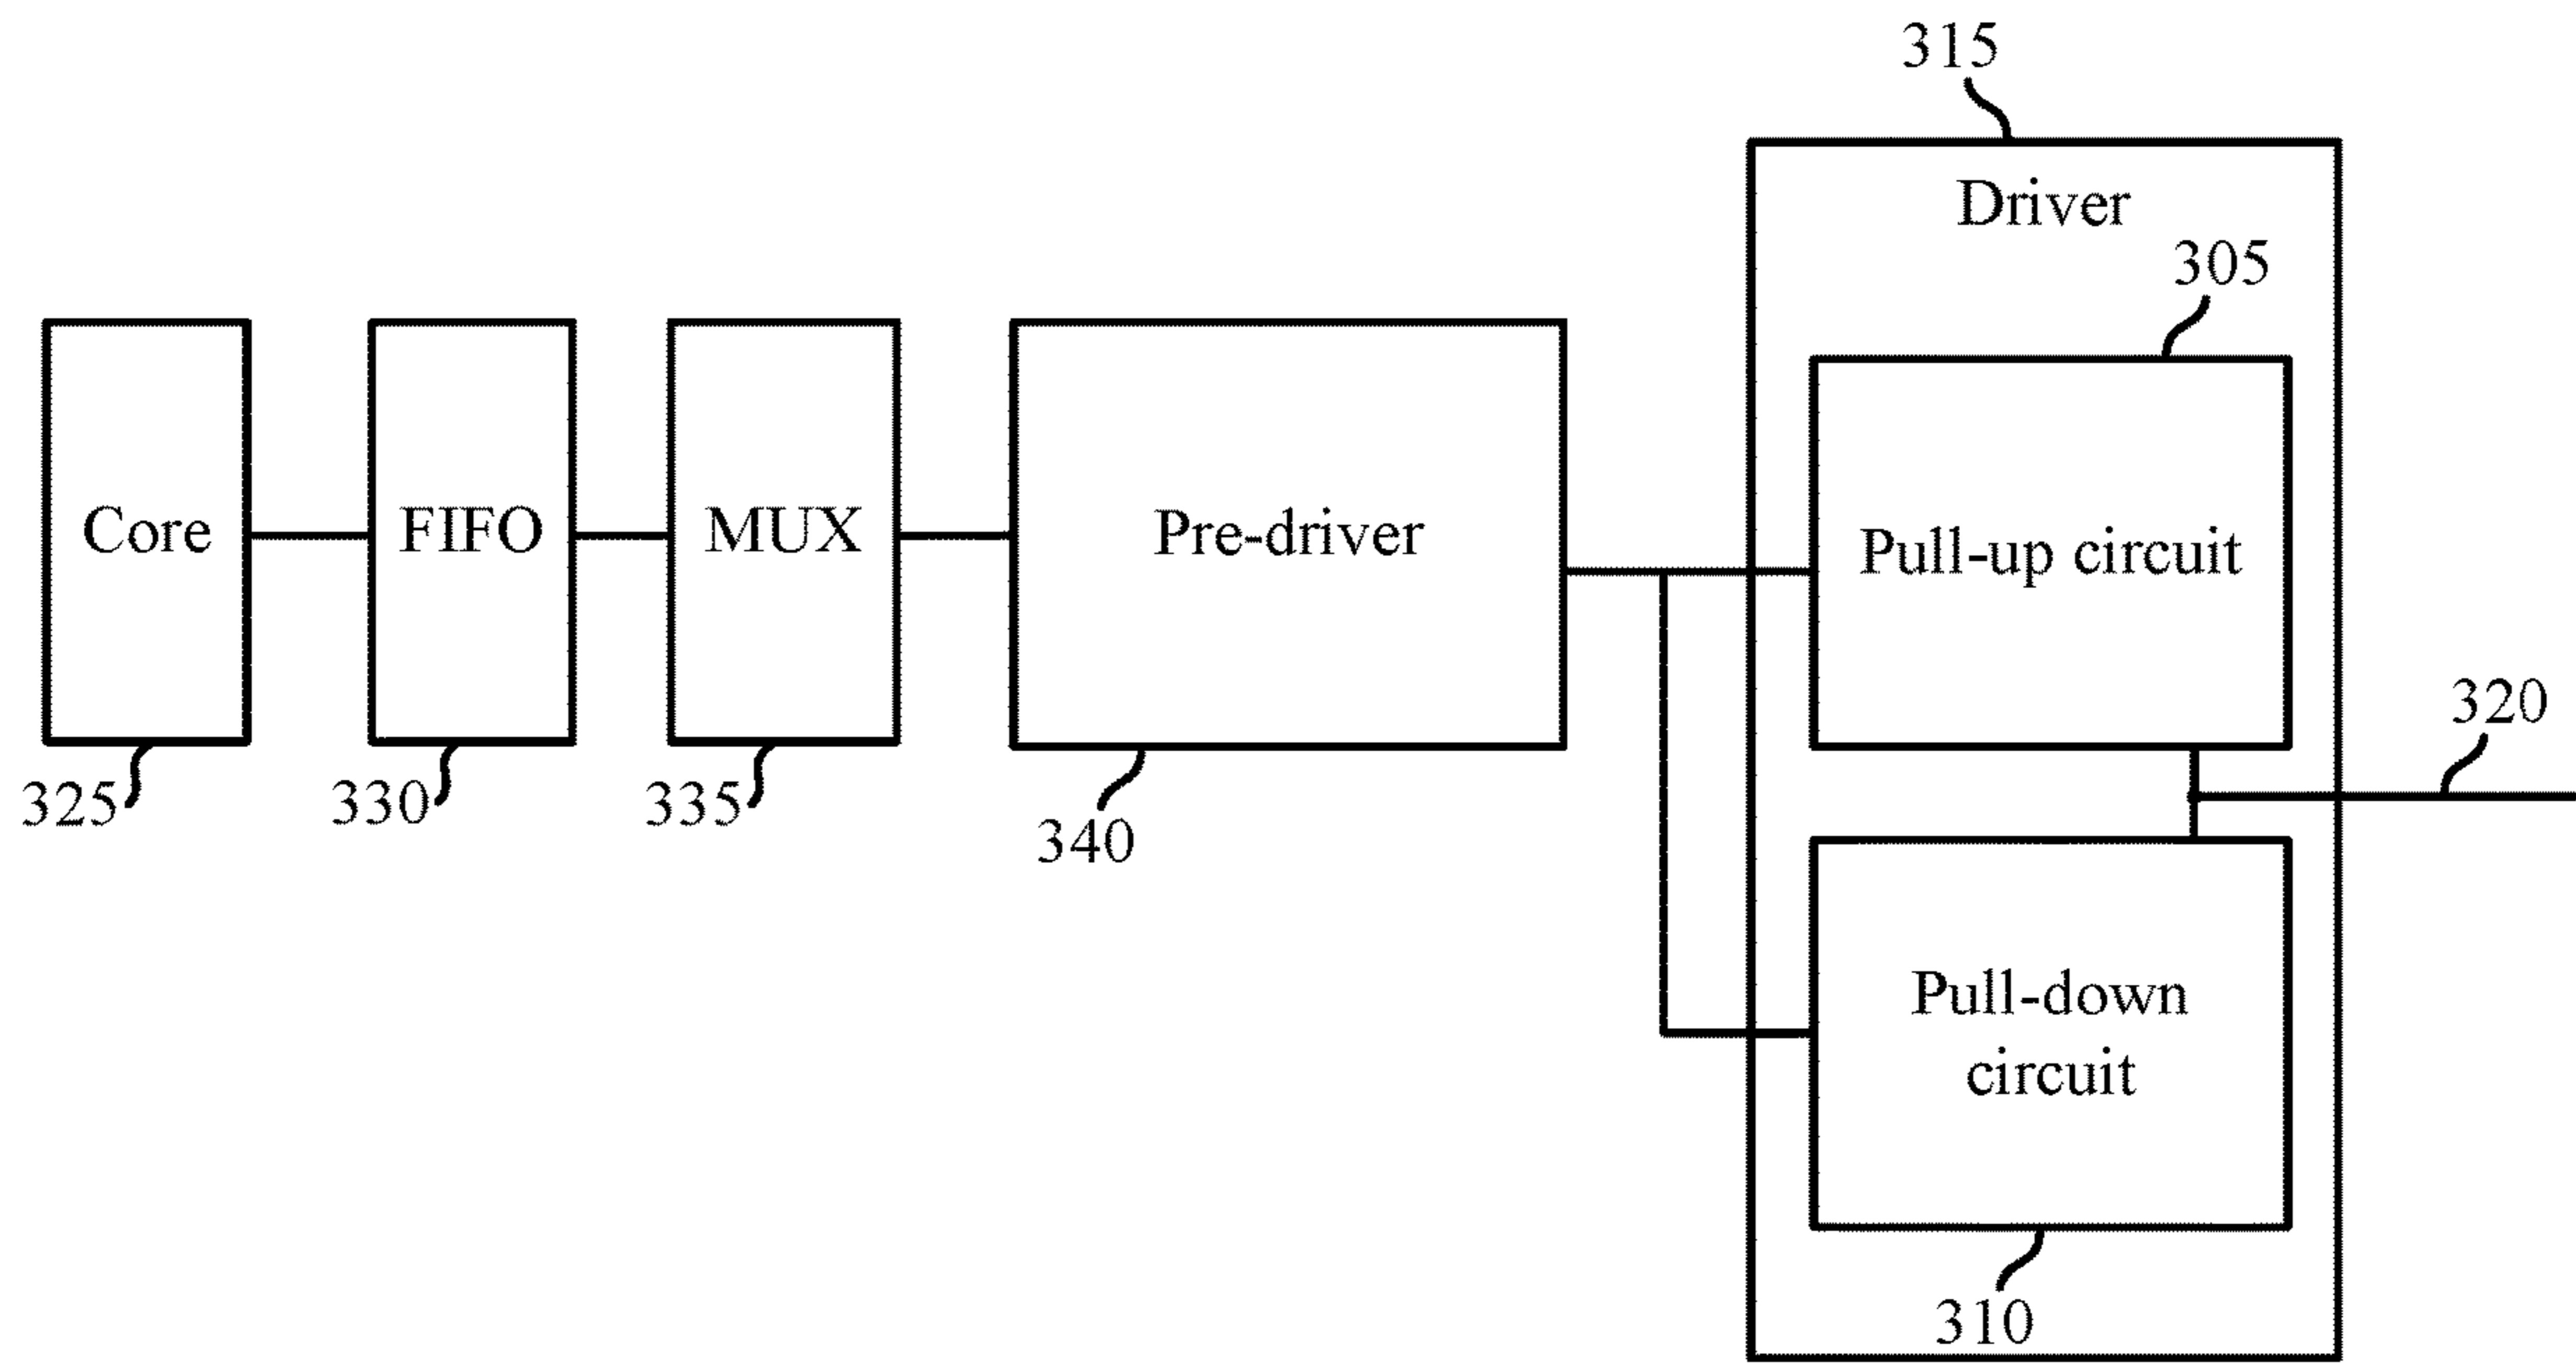 315
Driver
305
Core
FIFO
MUX
Pre-driver
Pull-up circuit
320
325
330
335
340
Pull-down
circuit
310